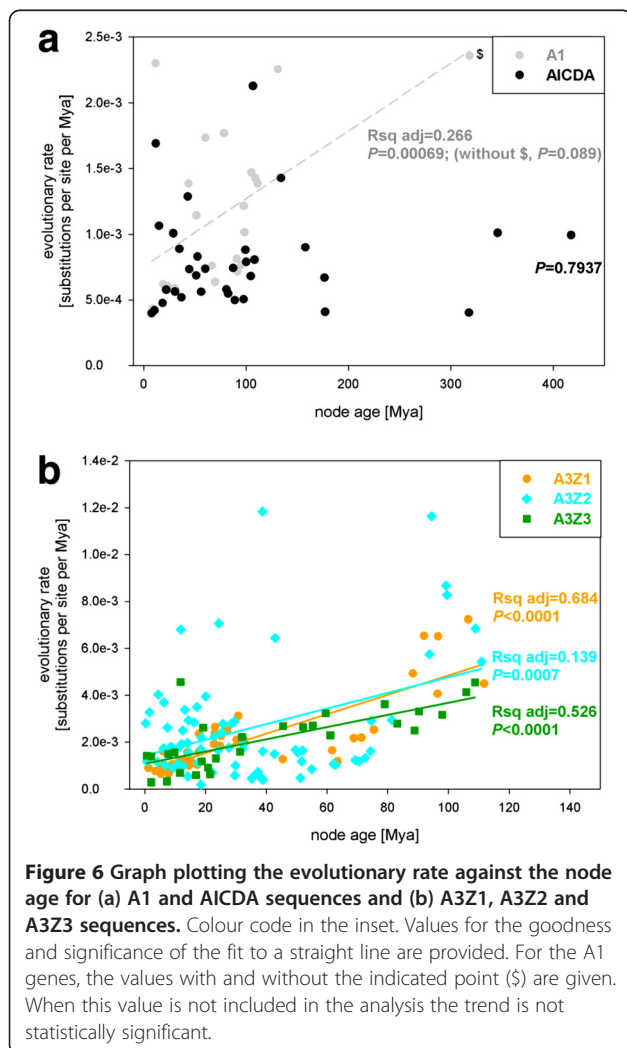 a
2.5e-3
2.0e-3
1.5e-3
1.0e-3
5.0e-4
0.0
evolutionary rate
[substitutions per site per Mya]
$
A1
AICDA
Rsq adj=0.266
P=0.00069; (without $, P=0.089)
P=0.7937
0 100 200 300 400
node age [Mya]
b
1.4e-2
1.2e-2
1.0e-2
8.0e-3
6.0e-3
4.0e-3
2.0e-3
0.0
evolutionary rate
[substitutions per site per Mya]
A3Z1
A3Z2
A3Z3
Rsq adj=0.684
P<0.0001
Rsq adj=0.139
P=0.0007
Rsq adj=0.526
P<0.0001
0 20 40 60 80 100 120 140
node age [Mya]
Figure 6 Graph plotting the evolutionary rate against the node
age for (a) A1 and AICDA sequences and (b) A3Z1, A3Z2 and
A3Z3 sequences. Colour code in the inset. Values for the goodness
and significance of the fit to a straight line are provided. For the A1
genes, the values with and without the indicated point ($) are given.
When this value is not included in the analysis the trend is not
statistically significant.